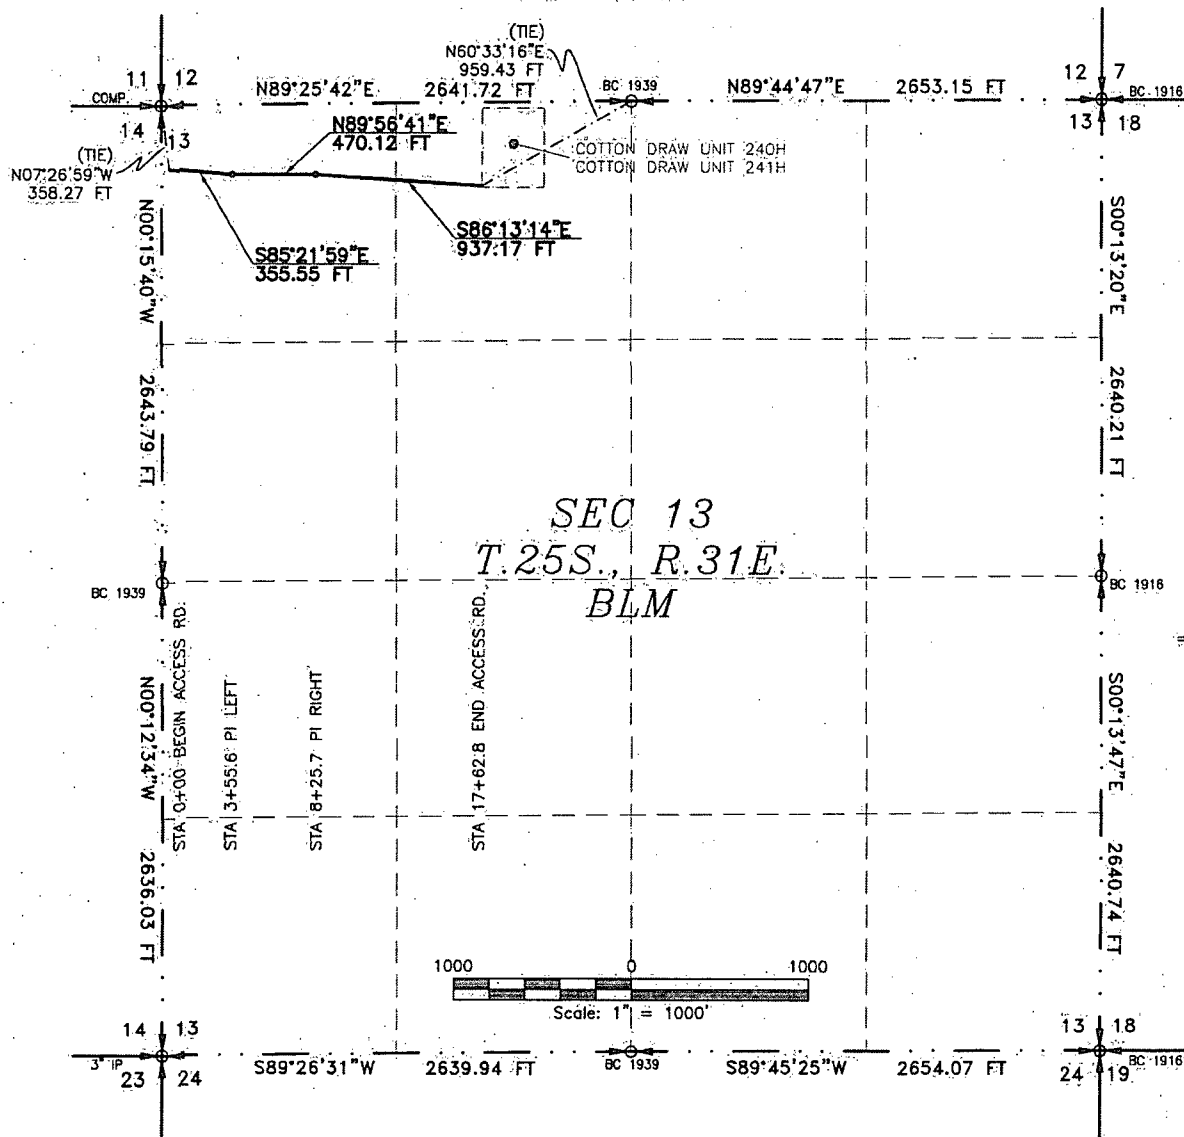 (TIE)
N60°33'16"E
959.43 FT
11 12
COMP.
N89°25'42"E 2641.72 FT
BC 1939
N89°44'47"E 2653.15 FT
12 7
BC 1916
14 13
13 18
N89°56'41"E
470.12 FT
(TIE)
N07°26'59"W
358.27 FT
COTTON DRAW UNIT 240H
COTTON DRAW UNIT 241H
S86°13'14"E
937.17 FT
S85°21'59"E
355.55 FT
N00°15'40"W 2643.79 FT
S00°13'20"E 2640.21 FT
SEC 13
T.25S., R.31E.
BLM
BC 1939
BC 1916
STA 0+00 BEGIN ACCESS RD.
STA 3+55.6 PI LEFT
STA 8+25.7 PI RIGHT
STA 17+62.8 END ACCESS RD.
N00°12'34"W 2636.03 FT
S00°13'47"E 2640.74 FT
1000 0 1000
Scale: 1" = 1000'
14 13
3" IP
23 24
S89°26'31"W 2639.94 FT
BC 1939
S89°45'25"W 2654.07 FT
13 18
BC 1916
24 19